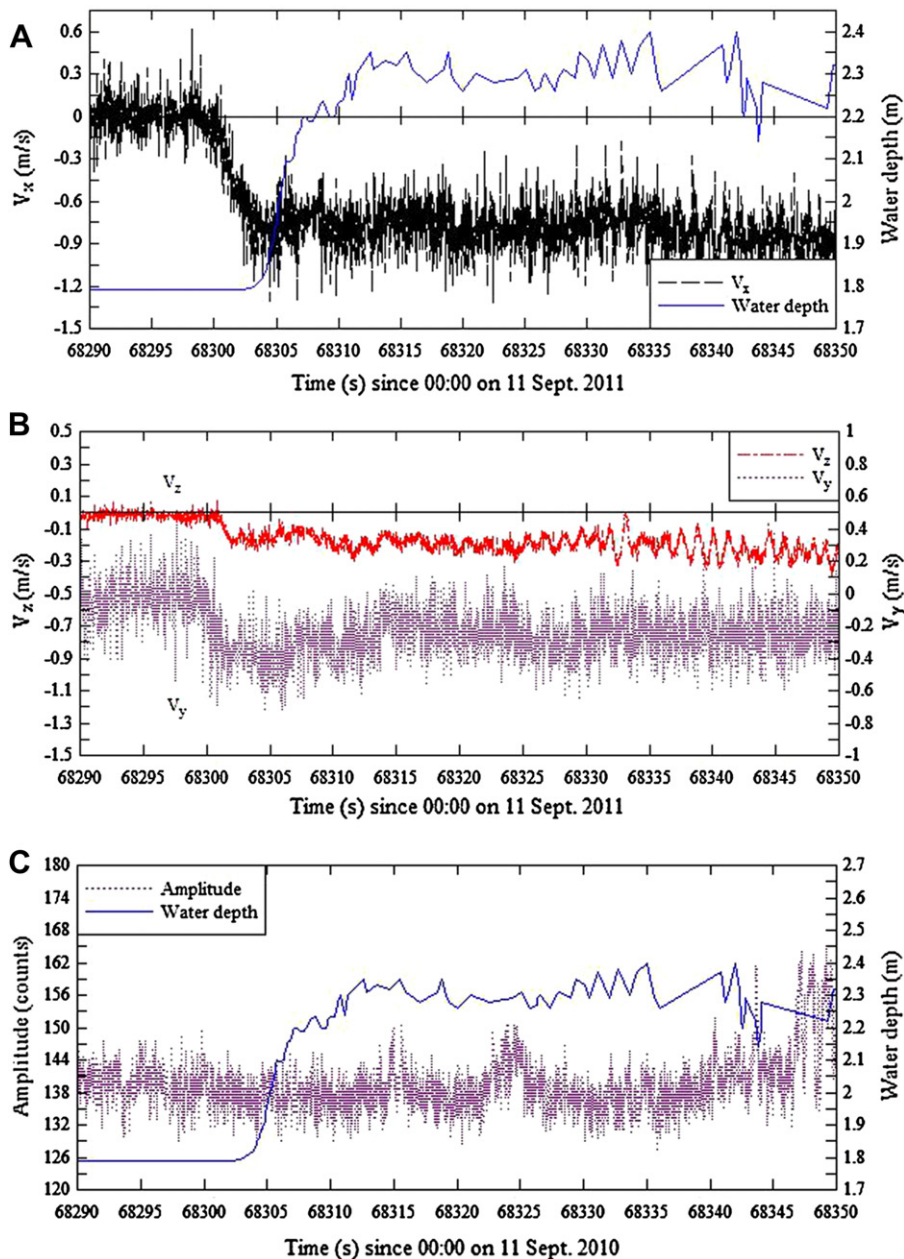 A
0.6
0.3
0
-0.3
-0.6
-0.9
-1.2
-1.5
Vx (m/s)
2.4
2.3
2.2
2.1
2
1.9
1.8
1.7
Water depth (m)
Vx
Water depth
68290 68295 68300 68305 68310 68315 68320 68325 68330 68335 68340 68345 68350
Time (s) since 00:00 on 11 Sept. 2011
B
0.5
0.3
0.1
-0.1
-0.3
-0.5
-0.7
-0.9
-1.1
-1.3
-1.5
Vz (m/s)
1
0.8
0.6
0.4
0.2
0
-0.2
-0.4
-0.6
-0.8
-1
Vy (m/s)
Vz
Vy
Vz
Vy
68290 68295 68300 68305 68310 68315 68320 68325 68330 68335 68340 68345 68350
Time (s) since 00:00 on 11 Sept. 2011
C
180
174
168
162
156
150
144
138
132
126
120
Amplitude (counts)
2.7
2.6
2.5
2.4
2.3
2.2
2.1
2
1.9
1.8
1.7
Water depth (m)
Amplitude
Water depth
68290 68295 68300 68305 68310 68315 68320 68325 68330 68335 68340 68345 68350
Time (s) since 00:00 on 11 Sept. 2010